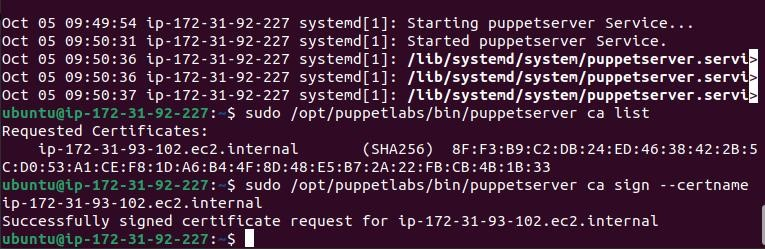 Oct 05 09:49:54 ip-172-31-92-227 systemd[1]: Starting puppetserver Service...
Oct 05 09:50:31 ip-172-31-92-227 systemd[1]: Started puppetserver Service.
Oct 05 09:50:36 ip-172-31-92-227 systemd[1]: /lib/systemd/system/puppetserver.servi>
Oct 05 09:50:36 ip-172-31-92-227 systemd[1]: /lib/systemd/system/puppetserver.servi>
Oct 05 09:50:37 ip-172-31-92-227 systemd[1]: /lib/systemd/system/puppetserver.servi>
ubuntu@ip-172-31-92-227:~$ sudo /opt/puppetlabs/bin/puppetserver ca list
Requested Certificates:
    ip-172-31-93-102.ec2.internal       (SHA256)  8F:F3:B9:C2:DB:24:ED:46:38:42:2B:5
C:D0:53:A1:CE:F8:1D:A6:B4:4F:8D:48:E5:B7:2A:22:FB:CB:4B:1B:33
ubuntu@ip-172-31-92-227:~$ sudo /opt/puppetlabs/bin/puppetserver ca sign --certname
ip-172-31-93-102.ec2.internal
Successfully signed certificate request for ip-172-31-93-102.ec2.internal
ubuntu@ip-172-31-92-227:~$